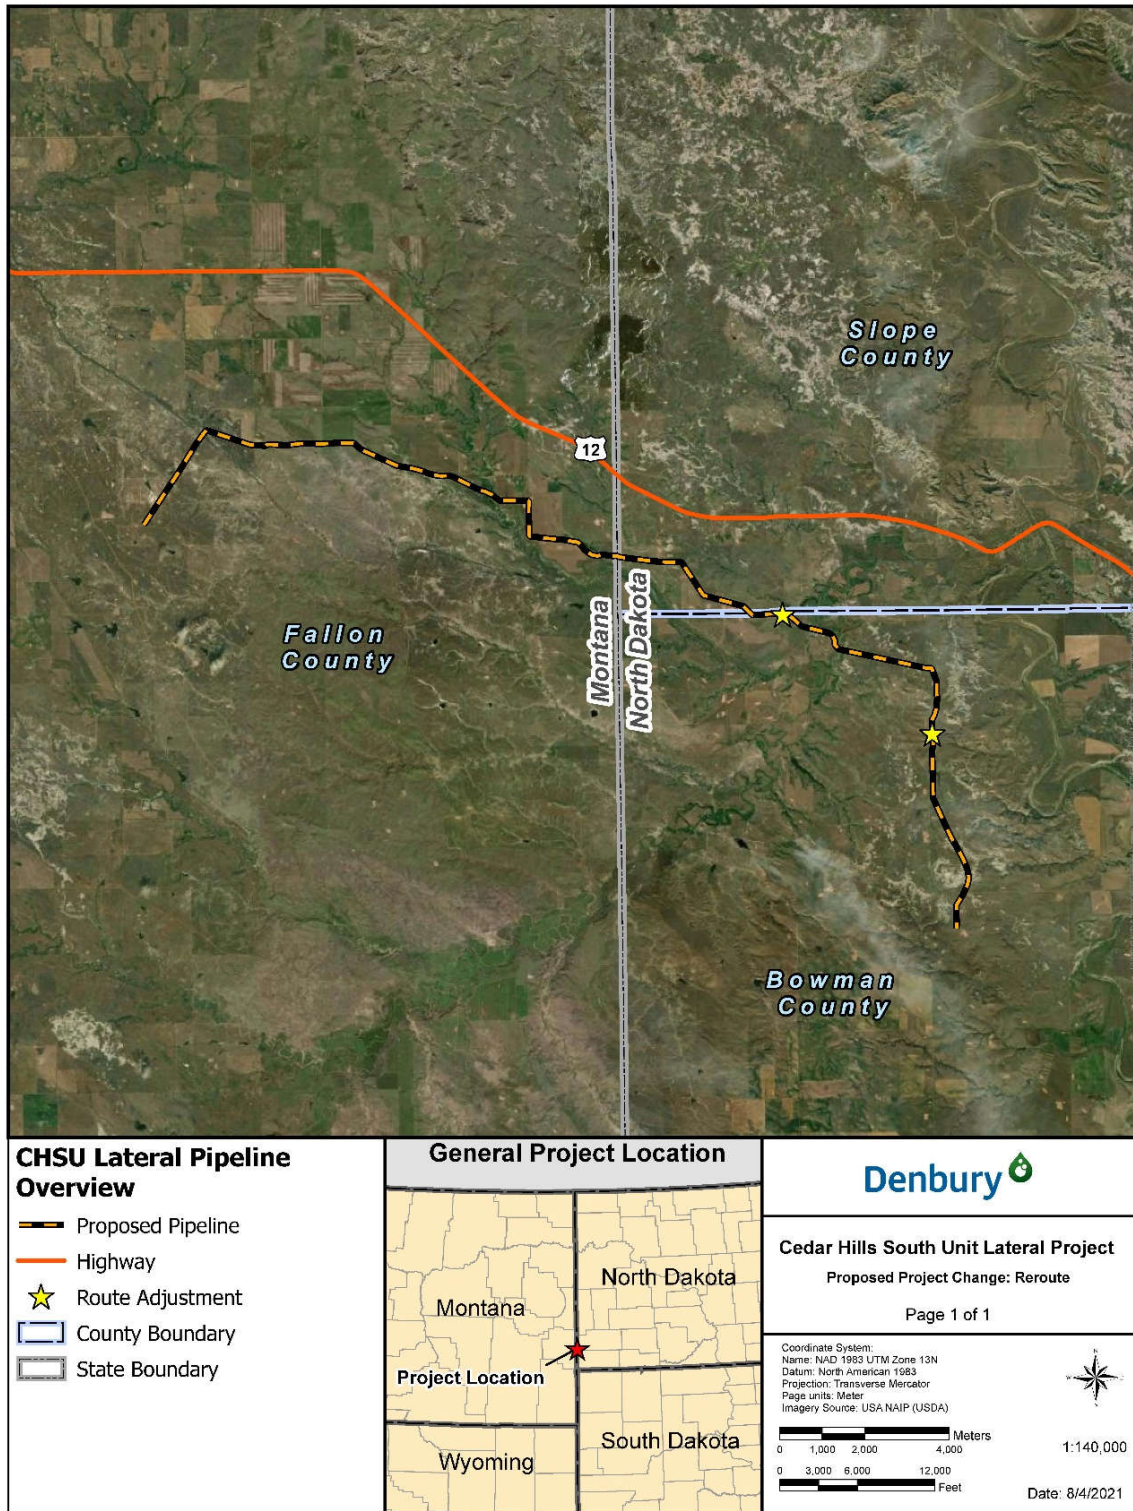 Slope
County
12
Montana
North Dakota
Fallon
County
Bowman
County
CHSU Lateral Pipeline
Overview
Proposed Pipeline
Highway
Route Adjustment
County Boundary
State Boundary
General Project Location
North Dakota
Montana
Project Location
South Dakota
Wyoming
Denbury
Cedar Hills South Unit Lateral Project
Proposed Project Change: Reroute
Page 1 of 1
Coordinate System:
Name: NAD 1983 UTM Zone 13N
Datum: North American 1983
Projection: Transverse Mercator
Page units: Meter
Imagery Source: USA NAIP (USDA)
Meters
0 1,000 2,000 4,000
1:140,000
0 3,000 6,000 12,000
Feet
Date: 8/4/2021